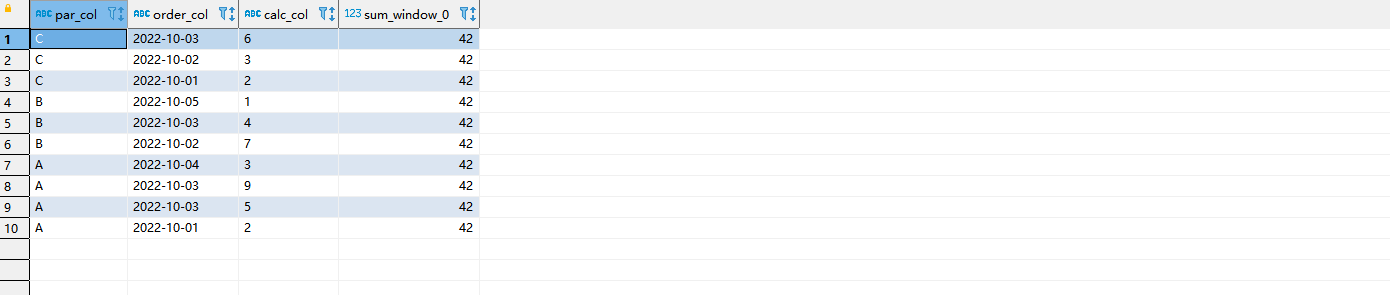 ABC par_col ABC order_col ABC calc_col 123 sum_window_0
1 C 2022-10-03 6 42
2 C 2022-10-02 3 42
3 C 2022-10-01 2 42
4 B 2022-10-05 1 42
5 B 2022-10-03 4 42
6 B 2022-10-02 7 42
7 A 2022-10-04 3 42
8 A 2022-10-03 9 42
9 A 2022-10-03 5 42
10 A 2022-10-01 2 42